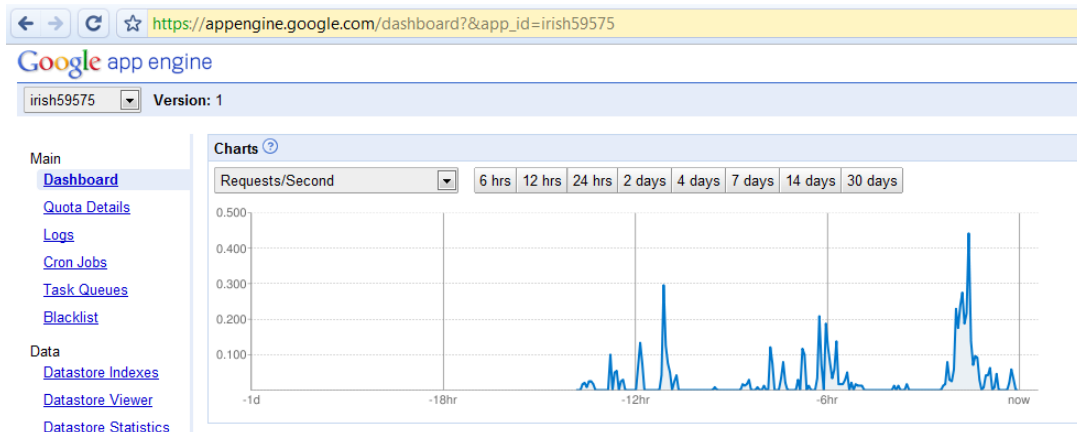 https://appengine.google.com/dashboard?&app_id=irish59575
Google app engine
irish59575 Version: 1
Main
Dashboard
Quota Details
Logs
Cron Jobs
Task Queues
Blacklist
Data
Datastore Indexes
Datastore Viewer
Datastore Statistics
Charts ?
Requests/Second 6 hrs 12 hrs 24 hrs 2 days 4 days 7 days 14 days 30 days
0.500
0.400
0.300
0.200
0.100
-1d -18hr -12hr -6hr now